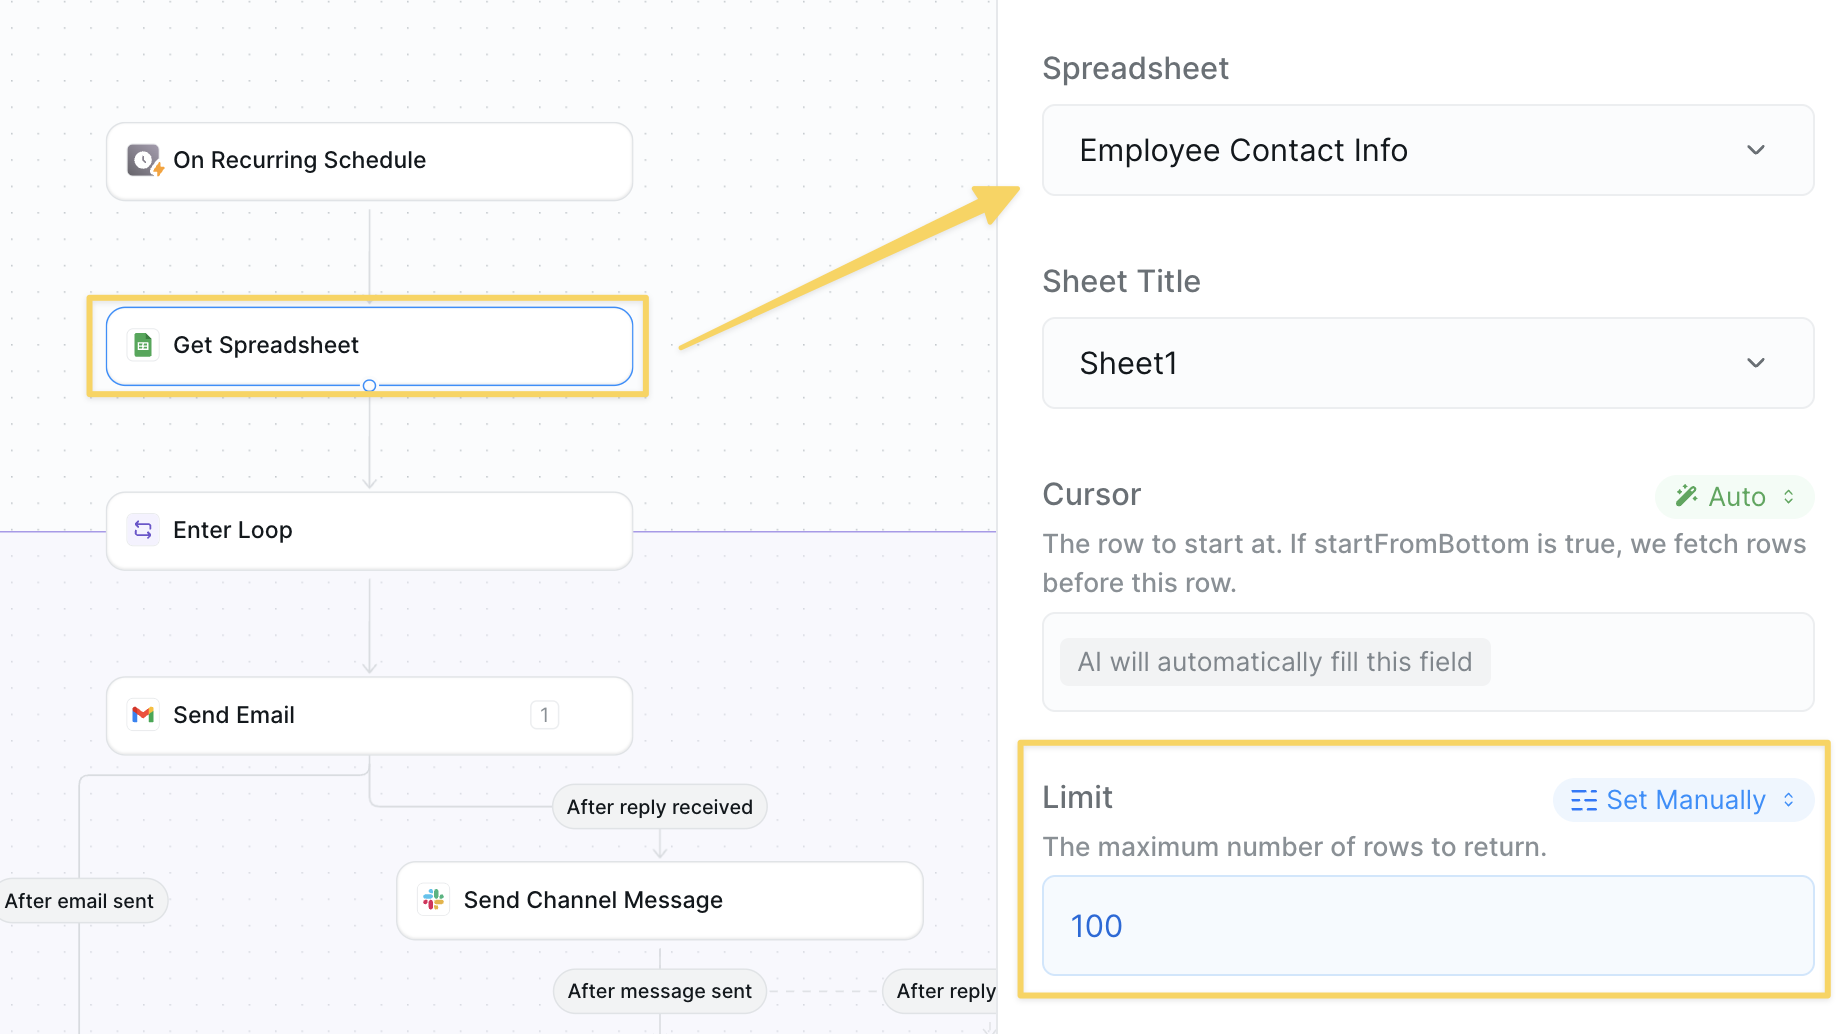 On Recurring Schedule
Get Spreadsheet
Enter Loop
Send Email
1
After reply received
After email sent
Send Channel Message
After message sent
After reply
Spreadsheet
Employee Contact Info
Sheet Title
Sheet1
Cursor
Auto
The row to start at. If startFromBottom is true, we fetch rows
before this row.
AI will automatically fill this field
Limit
Set Manually
The maximum number of rows to return.
100